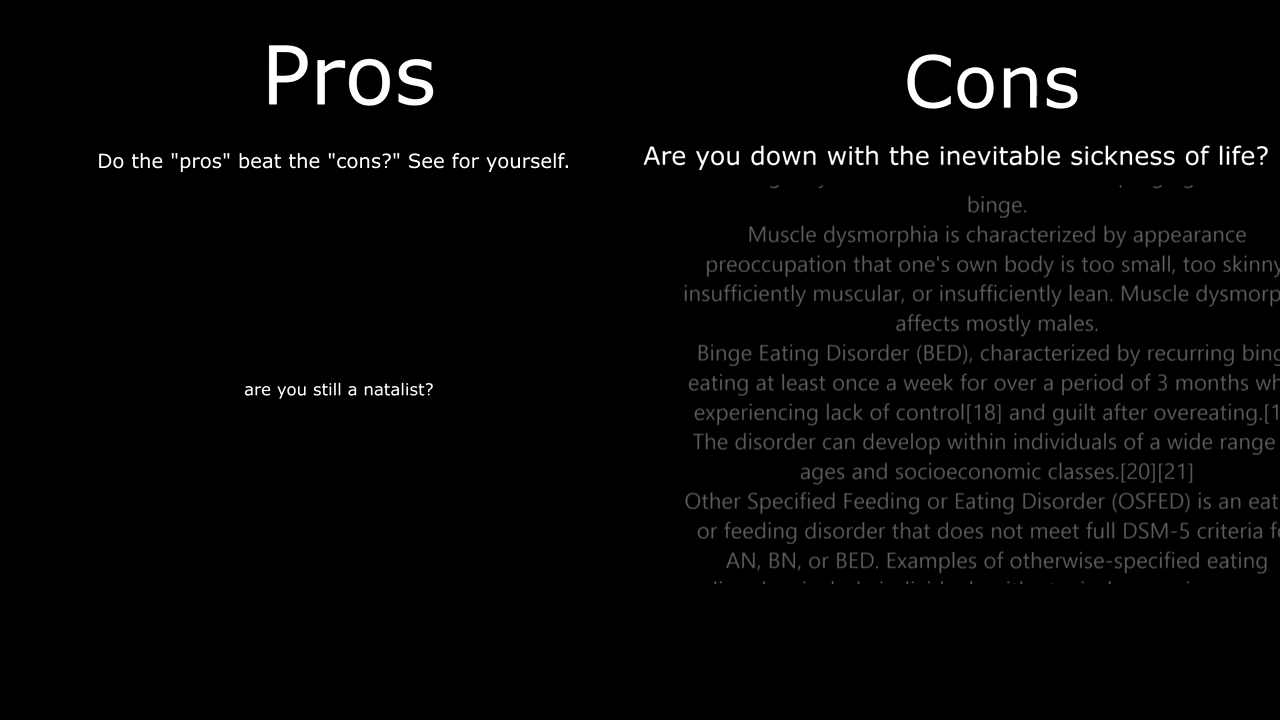 Pros
Do the "pros" beat the "cons?" See for yourself.
are you still a natalist?
Cons
Are you down with the inevitable sickness of life?
binge.
Muscle dysmorphia is characterized by appearance
preoccupation that one's own body is too small, too skinny
insufficiently muscular, or insufficiently lean. Muscle dysmorp
affects mostly males.
Binge Eating Disorder (BED), characterized by recurring bing
eating at least once a week for over a period of 3 months wh
experiencing lack of control[18] and guilt after overeating.[1
The disorder can develop within individuals of a wide range
ages and socioeconomic classes.[20][21]
Other Specified Feeding or Eating Disorder (OSFED) is an eat
or feeding disorder that does not meet full DSM-5 criteria fo
AN, BN, or BED. Examples of otherwise-specified eating